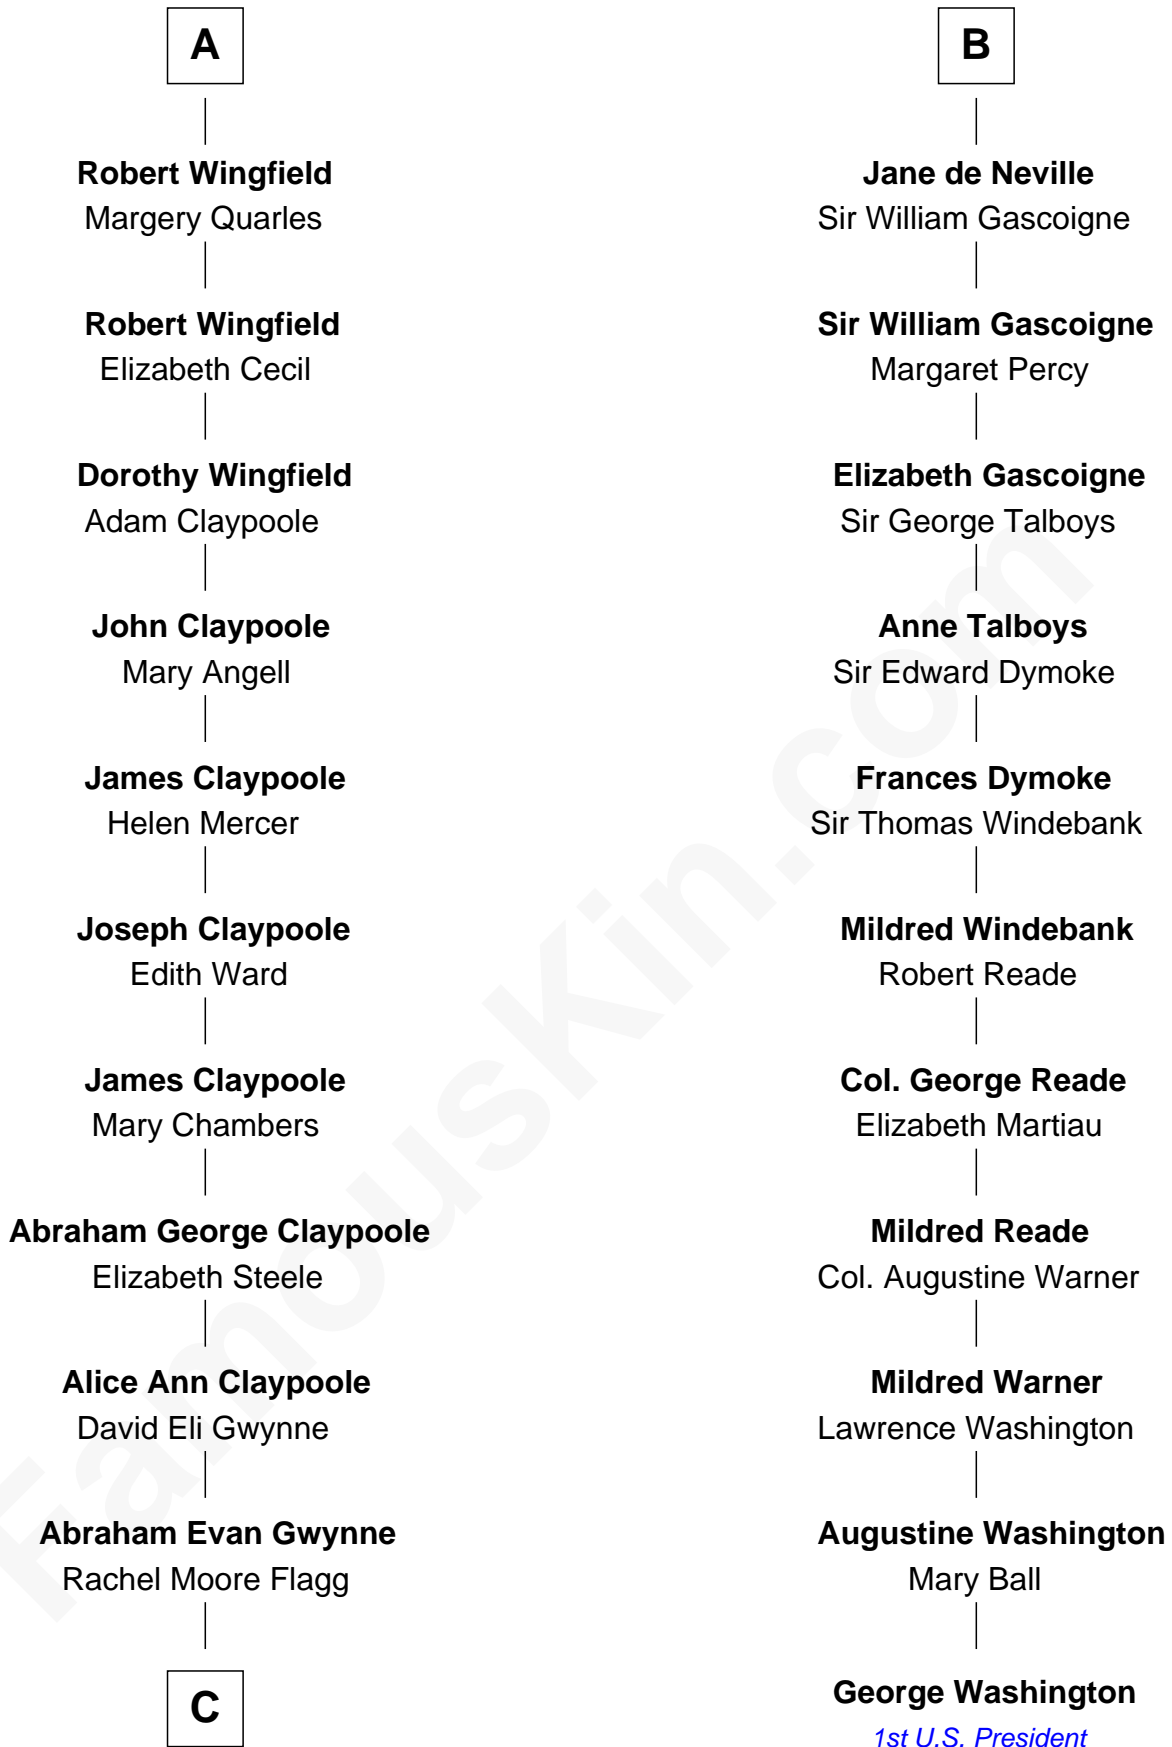 A
Robert Wingfield
Margery Quarles
Robert Wingfield
Elizabeth Cecil
Dorothy Wingfield
Adam Claypoole
John Claypoole
Mary Angell
James Claypoole
Helen Mercer
Joseph Claypoole
Edith Ward
James Claypoole
Mary Chambers
Abraham George Claypoole
Elizabeth Steele
Alice Ann Claypoole
David Eli Gwynne
Abraham Evan Gwynne
Rachel Moore Flagg
C
B
Jane de Neville
Sir William Gascoigne
Sir William Gascoigne
Margaret Percy
Elizabeth Gascoigne
Sir George Talboys
Anne Talboys
Sir Edward Dymoke
Frances Dymoke
Sir Thomas Windebank
Mildred Windebank
Robert Reade
Col. George Reade
Elizabeth Martiau
Mildred Reade
Col. Augustine Warner
Mildred Warner
Lawrence Washington
Augustine Washington
Mary Ball
George Washington
1st U.S. President
FamousKin.com